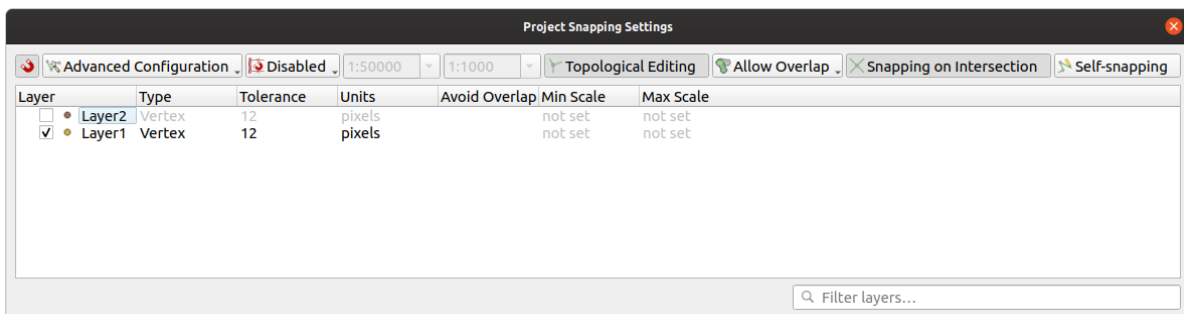 Project Snapping Settings
Advanced Configuration Disabled 1:50000 1:1000 Topological Editing Allow Overlap Snapping on Intersection Self-snapping
Layer Type Tolerance Units Avoid Overlap Min Scale Max Scale
Layer2 Vertex 12 pixels not set not set
Layer1 Vertex 12 pixels not set not set
Filter layers...